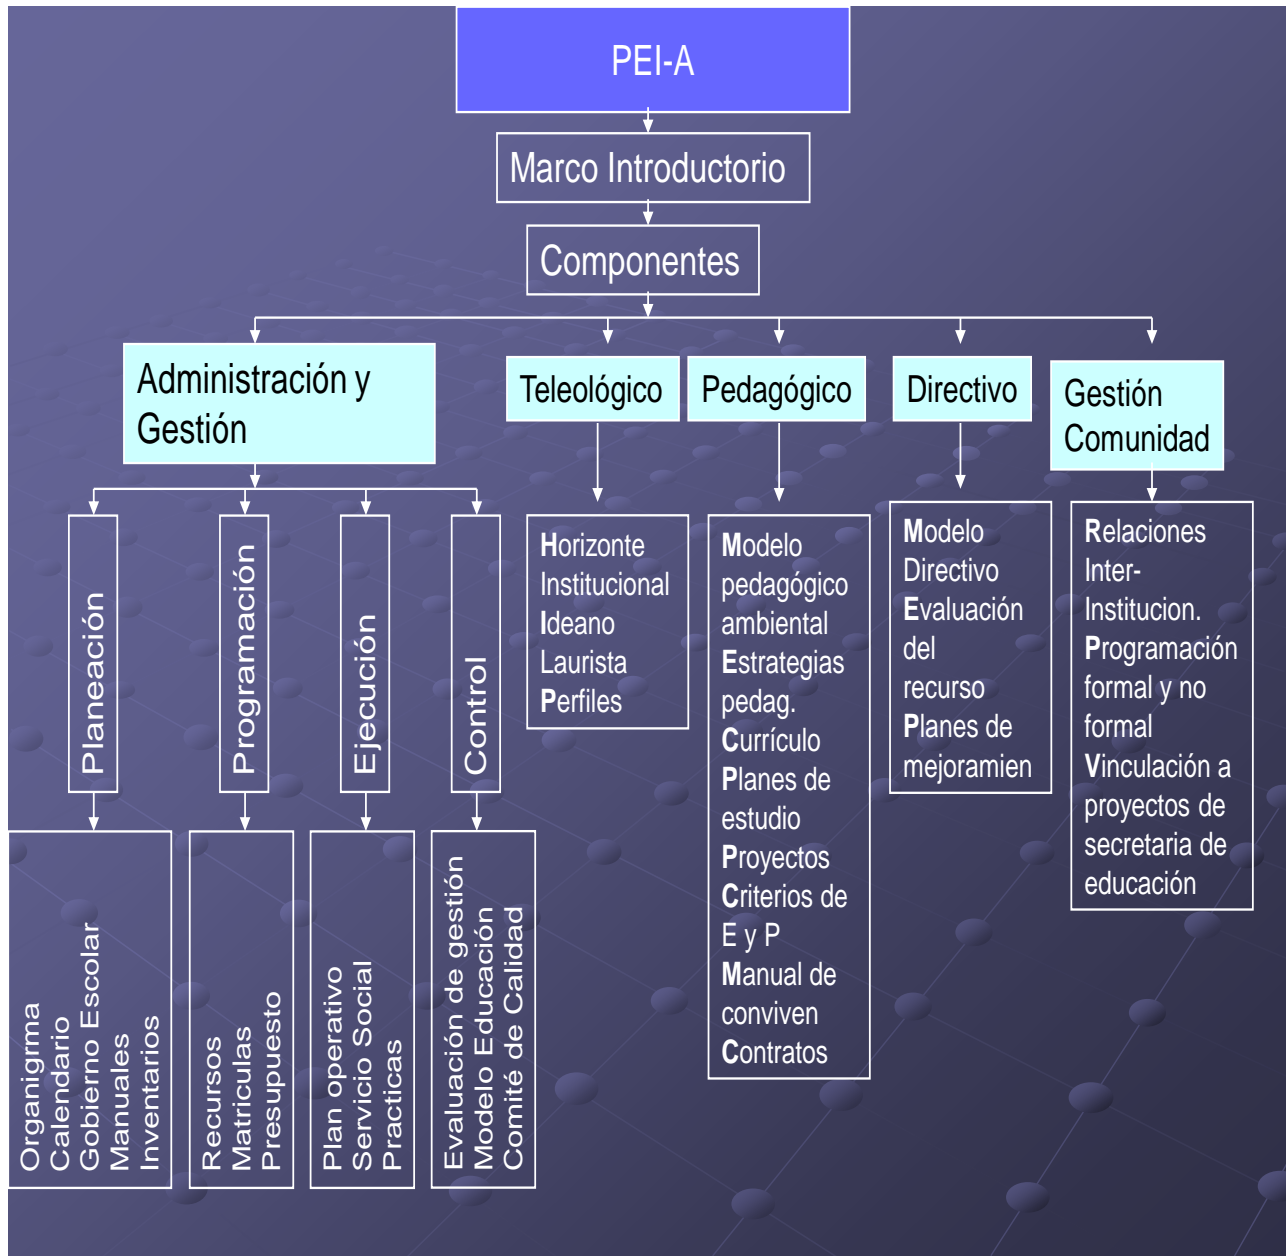 PEI-A
Marco Introductorio
Componentes
Administración y
Gestión
Teleológico
Pedagógico
Directivo
Gestión
Comunidad
Planeación
Programación
Ejecución
Control
Horizonte
Institucional
Ideano
Laurista
Perfiles
Modelo
pedagógico
ambiental
Estrategias
pedag.
Currículo
Planes de
estudio
Proyectos
Criterios de
E y P
Manual de
conviven
Contratos
Modelo
Directivo
Evaluación
del
recurso
Planes de
mejoramien
Relaciones
Inter-
Institucion.
Programación
formal y no
formal
Vinculación a
proyectos de
secretaria de
educación
Organigrma
Calendario
Gobierno Escolar
Manuales
Inventarios
Recursos
Matriculas
Presupuesto
Plan operativo
Servicio Social
Practicas
Evaluación de gestión
Modelo Educación
Comité de Calidad